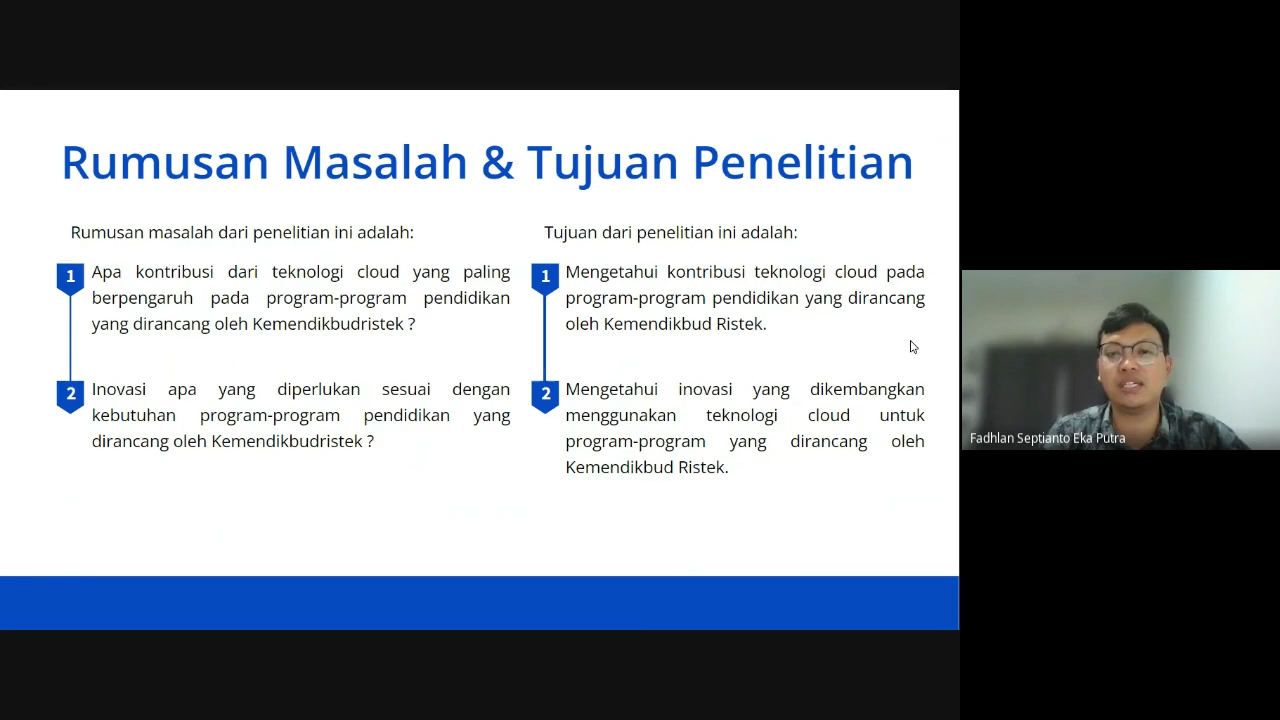 Rumusan Masalah & Tujuan Penelitian
Rumusan masalah dari penelitian ini adalah:
1
Apa kontribusi dari teknologi cloud yang paling
berpengaruh pada program-program pendidikan
yang dirancang oleh Kemendikbudristek ?
2
Inovasi apa yang diperlukan sesuai dengan
kebutuhan program-program pendidikan yang
dirancang oleh Kemendikbudristek ?
Tujuan dari penelitian ini adalah:
1
Mengetahui kontribusi teknologi cloud pada
program-program pendidikan yang dirancang
oleh Kemendikbud Ristek.
2
Mengetahui inovasi yang dikembangkan
menggunakan teknologi cloud untuk
program-program yang dirancang oleh
Kemendikbud Ristek.
Fadhlan Septianto Eka Putra